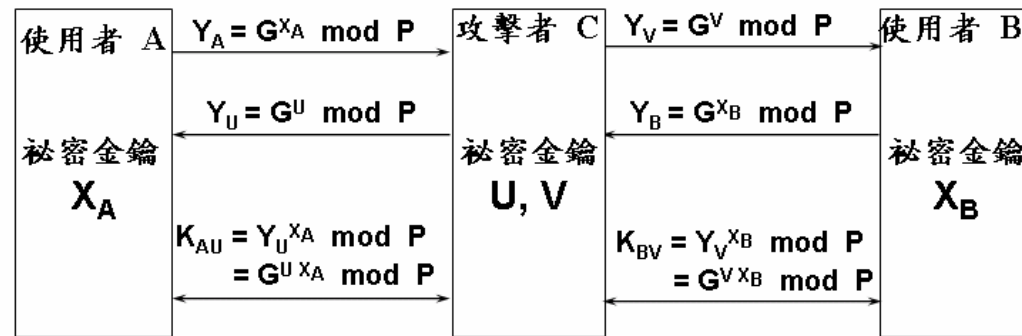 使用者 A
Y_A = G^X_A mod P
攻擊者 C
Y_V = G^V mod P
使用者 B
Y_U = G^U mod P
Y_B = G^X_B mod P
祕密金鑰
X_A
祕密金鑰
U, V
祕密金鑰
X_B
K_AU = Y_U^X_A mod P
= G^U X_A mod P
K_BV = Y_V^X_B mod P
= G^V X_B mod P